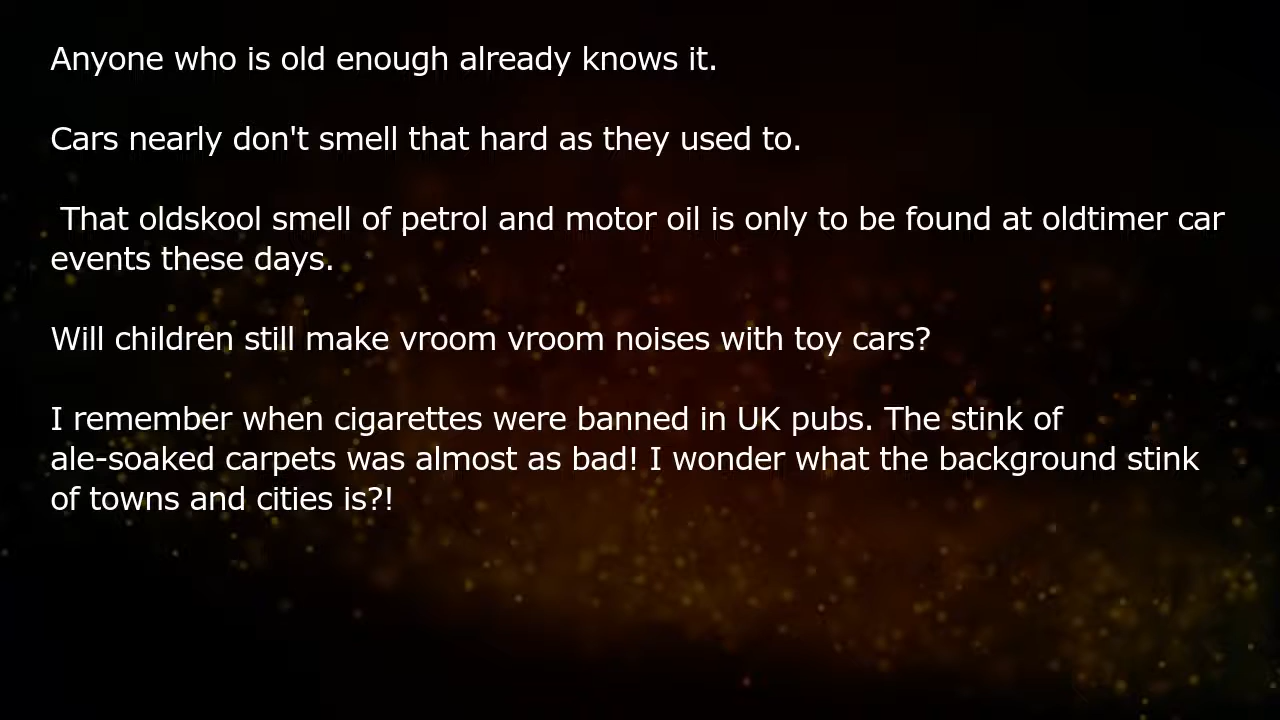 Anyone who is old enough already knows it.
Cars nearly don't smell that hard as they used to.
That oldskool smell of petrol and motor oil is only to be found at oldtimer car
events these days.
Will children still make vroom vroom noises with toy cars?
I remember when cigarettes were banned in UK pubs. The stink of
ale-soaked carpets was almost as bad! I wonder what the background stink
of towns and cities is?!